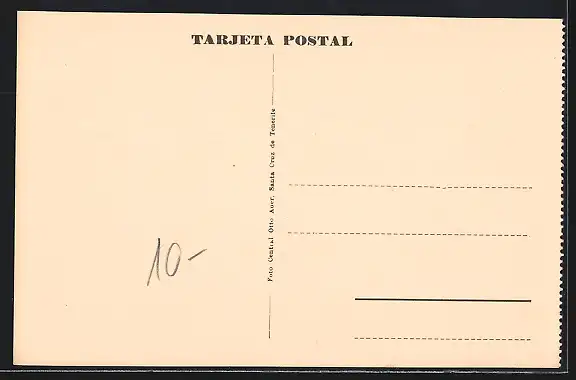 TARJETA POSTAL
Foto Central Otto Auer, Santa Cruz de Tenerife
10-